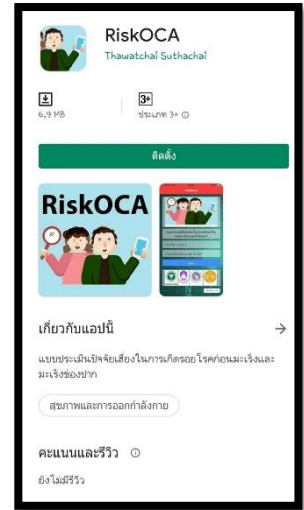 RiskOCA
Thawatchai Suthachai
6.9 MB
3+
ประเภท 3+
ติดตั้ง
RiskOCA
เกี่ยวกับแอปนี้
แบบประเมินปัจจัยเสี่ยงในการเกิดรอยโรคก่อนมะเร็งและ
มะเร็งช่องปาก
สุขภาพและการออกกำลังกาย
คะแนนและรีวิว
ยังไม่มีรีวิว